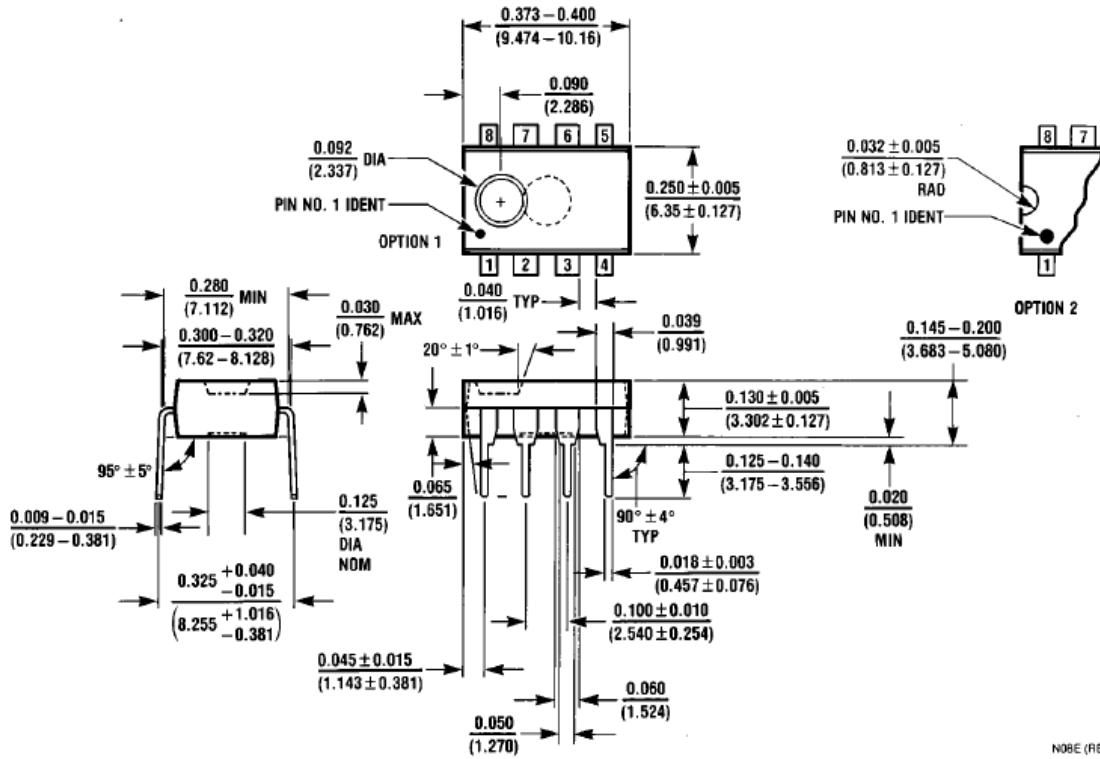 0.373 – 0.400
(9.474 – 10.16)
0.090
(2.286)
8 7 6 5
0.092 DIA
(2.337)
PIN NO. 1 IDENT
OPTION 1
+
1 2 3 4
0.250 ± 0.005
(6.35 ± 0.127)
0.032 ± 0.005
(0.813 ± 0.127)
RAD
PIN NO. 1 IDENT
8 7
1
OPTION 2
0.280 MIN
(7.112)
0.300 – 0.320
(7.62 – 8.128)
0.030 MAX
(0.762)
0.040 TYP
(1.016)
20° ± 1°
0.039
(0.991)
0.145 – 0.200
(3.683 – 5.080)
0.130 ± 0.005
(3.302 ± 0.127)
0.125 – 0.140
(3.175 – 3.556)
0.020
(0.508)
MIN
95° ± 5°
0.009 – 0.015
(0.229 – 0.381)
0.125
(3.175)
DIA
NOM
0.065
(1.651)
90° ± 4°
TYP
0.018 ± 0.003
(0.457 ± 0.076)
0.325 +0.040 –0.015
(8.255 +1.016 –0.381)
0.100 ± 0.010
(2.540 ± 0.254)
0.045 ± 0.015
(1.143 ± 0.381)
0.060
(1.524)
0.050
(1.270)
N08E